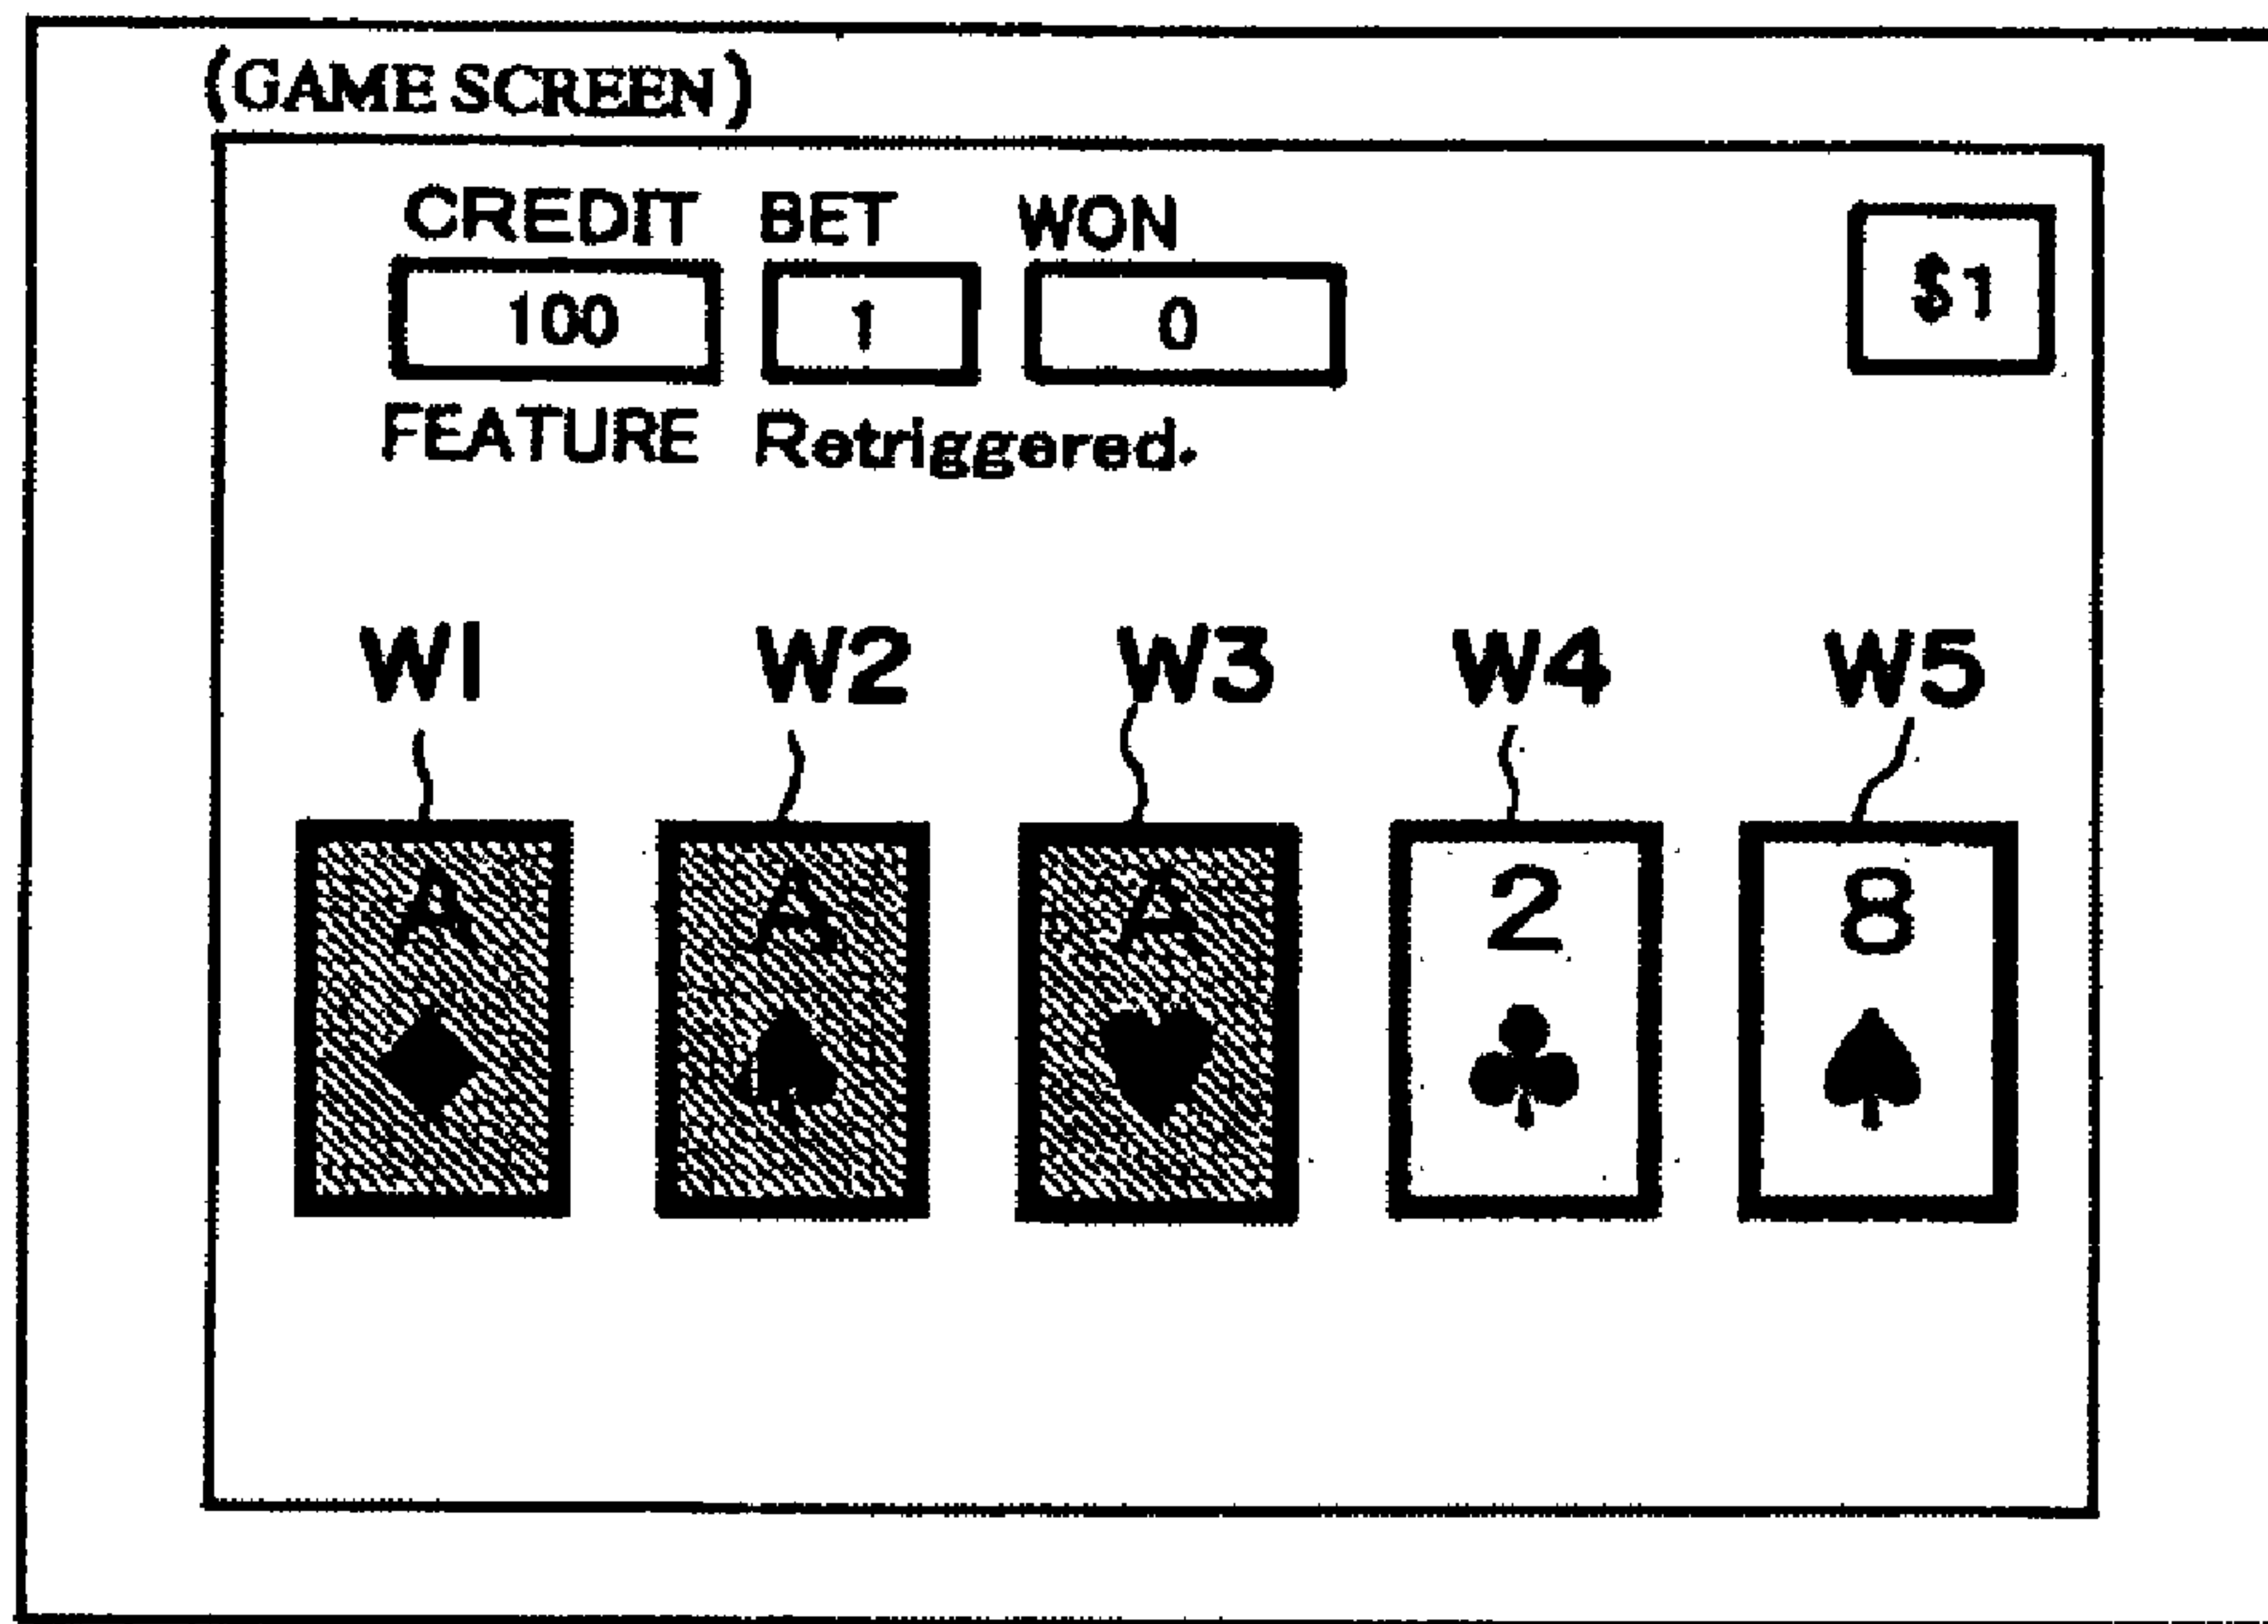 (GAME SCREEN)
CREDIT BET WON
$1
100 1 0
FEATURE Retriggered.
W1 W2 W3 W4 W5
A A A 2 8